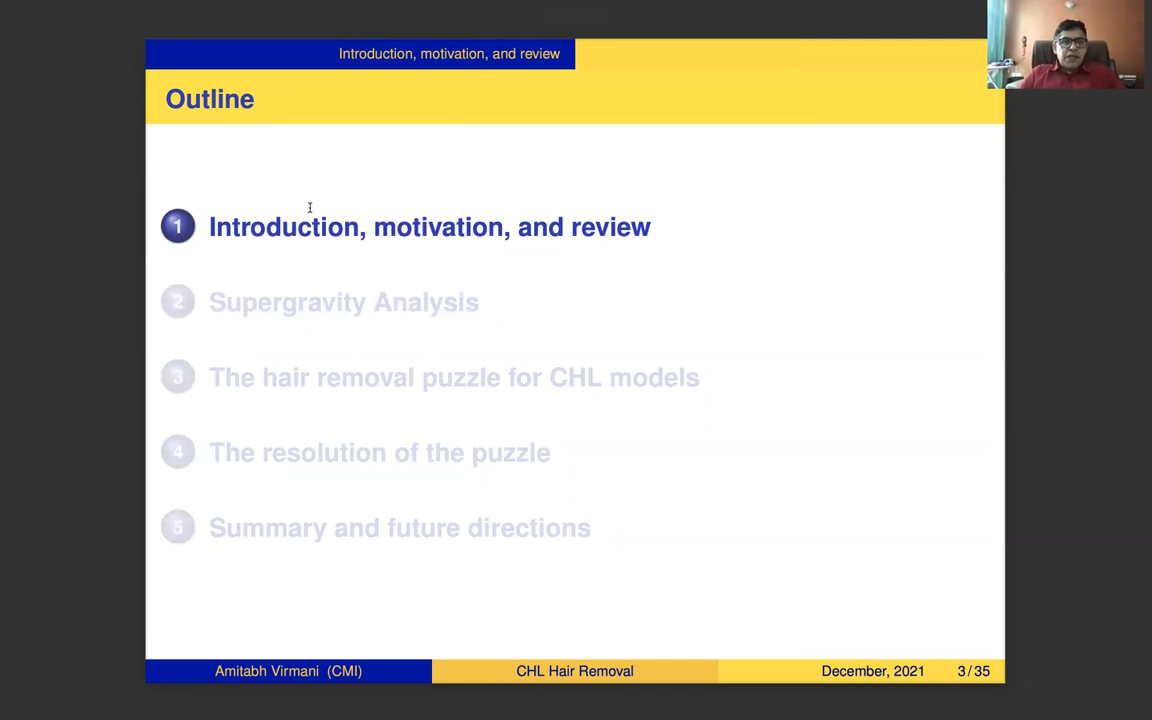 Introduction, motivation, and review
Outline
1 Introduction, motivation, and review
2 Supergravity Analysis
3 The hair removal puzzle for CHL models
4 The resolution of the puzzle
5 Summary and future directions
Amitabh Virmani (CMI) CHL Hair Removal December, 2021 3 / 35